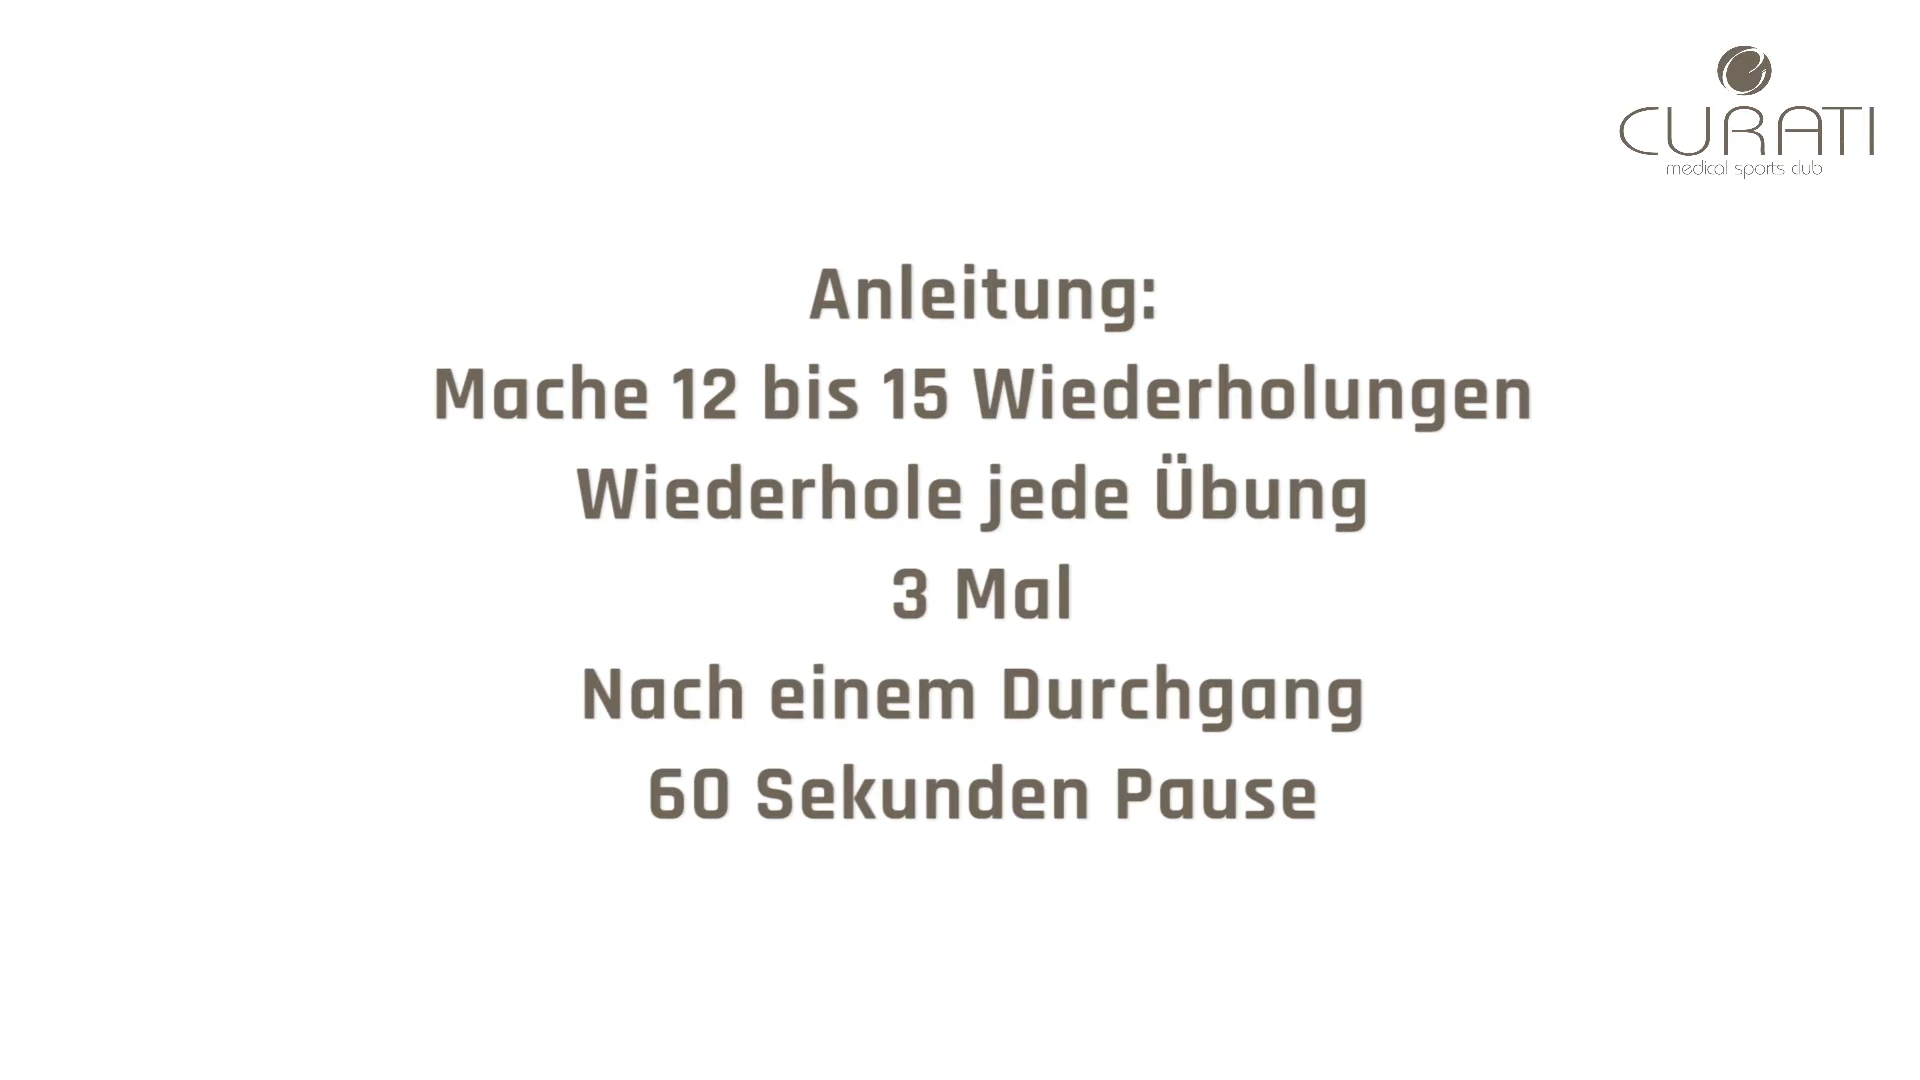 CURATI
medical sports club
Anleitung:
Mache 12 bis 15 Wiederholungen
Wiederhole jede Übung
3 Mal
Nach einem Durchgang
60 Sekunden Pause